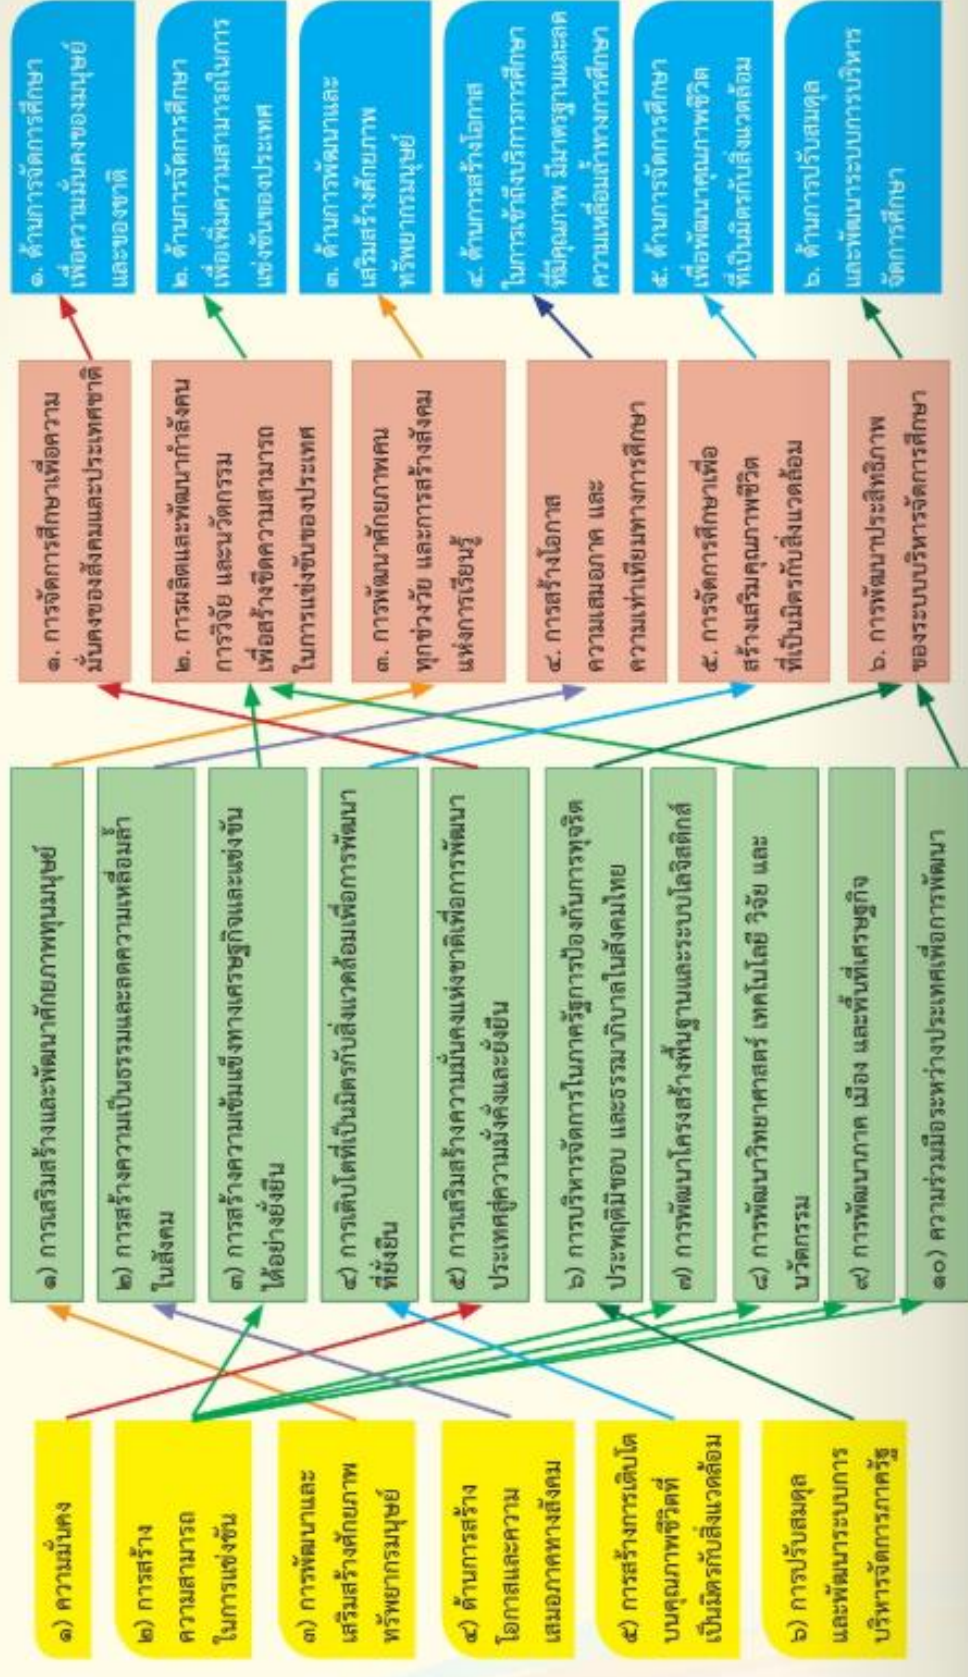 ๑) ความมั่นคง
๒) การสร้าง
ความสามารถ
ในการแข่งขัน
๓) การพัฒนาและ
เสริมสร้างศักยภาพ
ทรัพยากรมนุษย์
๔) ด้านการสร้าง
โอกาสและความ
เสมอภาคทางสังคม
๕) การสร้างการเติบโต
บนคุณภาพชีวิตที่
เป็นมิตรกับสิ่งแวดล้อม
๖) การปรับสมดุล
และพัฒนาระบบการ
บริหารจัดการภาครัฐ
๑) การเสริมสร้างและพัฒนาศักยภาพทุนมนุษย์
๒) การสร้างความเป็นธรรมและลดความเหลื่อมล้ำ
ในสังคม
๓) การสร้างความเข้มแข็งทางเศรษฐกิจและแข่งขัน
ได้อย่างยั่งยืน
๔) การเติบโตที่เป็นมิตรกับสิ่งแวดล้อมเพื่อการพัฒนา
ที่ยั่งยืน
๕) การเสริมสร้างความมั่นคงแห่งชาติเพื่อการพัฒนา
ประเทศสู่ความมั่งคั่งและยั่งยืน
๖) การบริหารจัดการในภาครัฐการป้องกันการทุจริต
ประพฤติมิชอบ และธรรมาภิบาลในสังคมไทย
๗) การพัฒนาโครงสร้างพื้นฐานและระบบโลจิสติกส์
๘) การพัฒนาวิทยาศาสตร์ เทคโนโลยี วิจัย และ
นวัตกรรม
๙) การพัฒนาภาค เมือง และพื้นที่เศรษฐกิจ
๑๐) ความร่วมมือระหว่างประเทศเพื่อการพัฒนา
๑. การจัดการศึกษาเพื่อความ
มั่นคงของสังคมและประเทศชาติ
๒. การผลิตและพัฒนากำลังคน
การวิจัย และนวัตกรรม
เพื่อสร้างขีดความสามารถ
ในการแข่งขันของประเทศ
๓. การพัฒนาศักยภาพคน
ทุกช่วงวัย และการสร้างสังคม
แห่งการเรียนรู้
๔. การสร้างโอกาส
ความเสมอภาค และ
ความเท่าเทียมทางการศึกษา
๕. การจัดการศึกษาเพื่อ
สร้างเสริมคุณภาพชีวิต
ที่เป็นมิตรกับสิ่งแวดล้อม
๖. การพัฒนาประสิทธิภาพ
ของระบบบริหารจัดการศึกษา
๑. ด้านการจัดการศึกษา
เพื่อความมั่นคงของมนุษย์
และของชาติ
๒. ด้านการจัดการศึกษา
เพื่อเพิ่มความสามารถในการ
แข่งขันของประเทศ
๓. ด้านการพัฒนาและ
เสริมสร้างศักยภาพ
ทรัพยากรมนุษย์
๔. ด้านการสร้างโอกาส
ในการเข้าถึงบริการการศึกษา
ที่มีคุณภาพ มีมาตรฐานและลด
ความเหลื่อมล้ำทางการศึกษา
๕. ด้านการจัดการศึกษา
เพื่อพัฒนาคุณภาพชีวิต
ที่เป็นมิตรกับสิ่งแวดล้อม
๖. ด้านการปรับสมดุล
และพัฒนาระบบการบริหาร
จัดการศึกษา